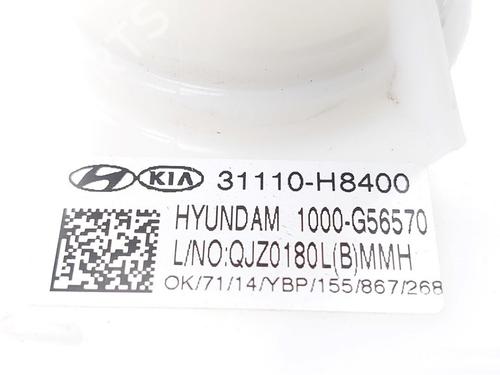 KIA 31110-H8400
HYUNDAM 1000-G56570
L/NO:QJZ0180L(B)MMH
OK/71/14/YBP/155/867/268